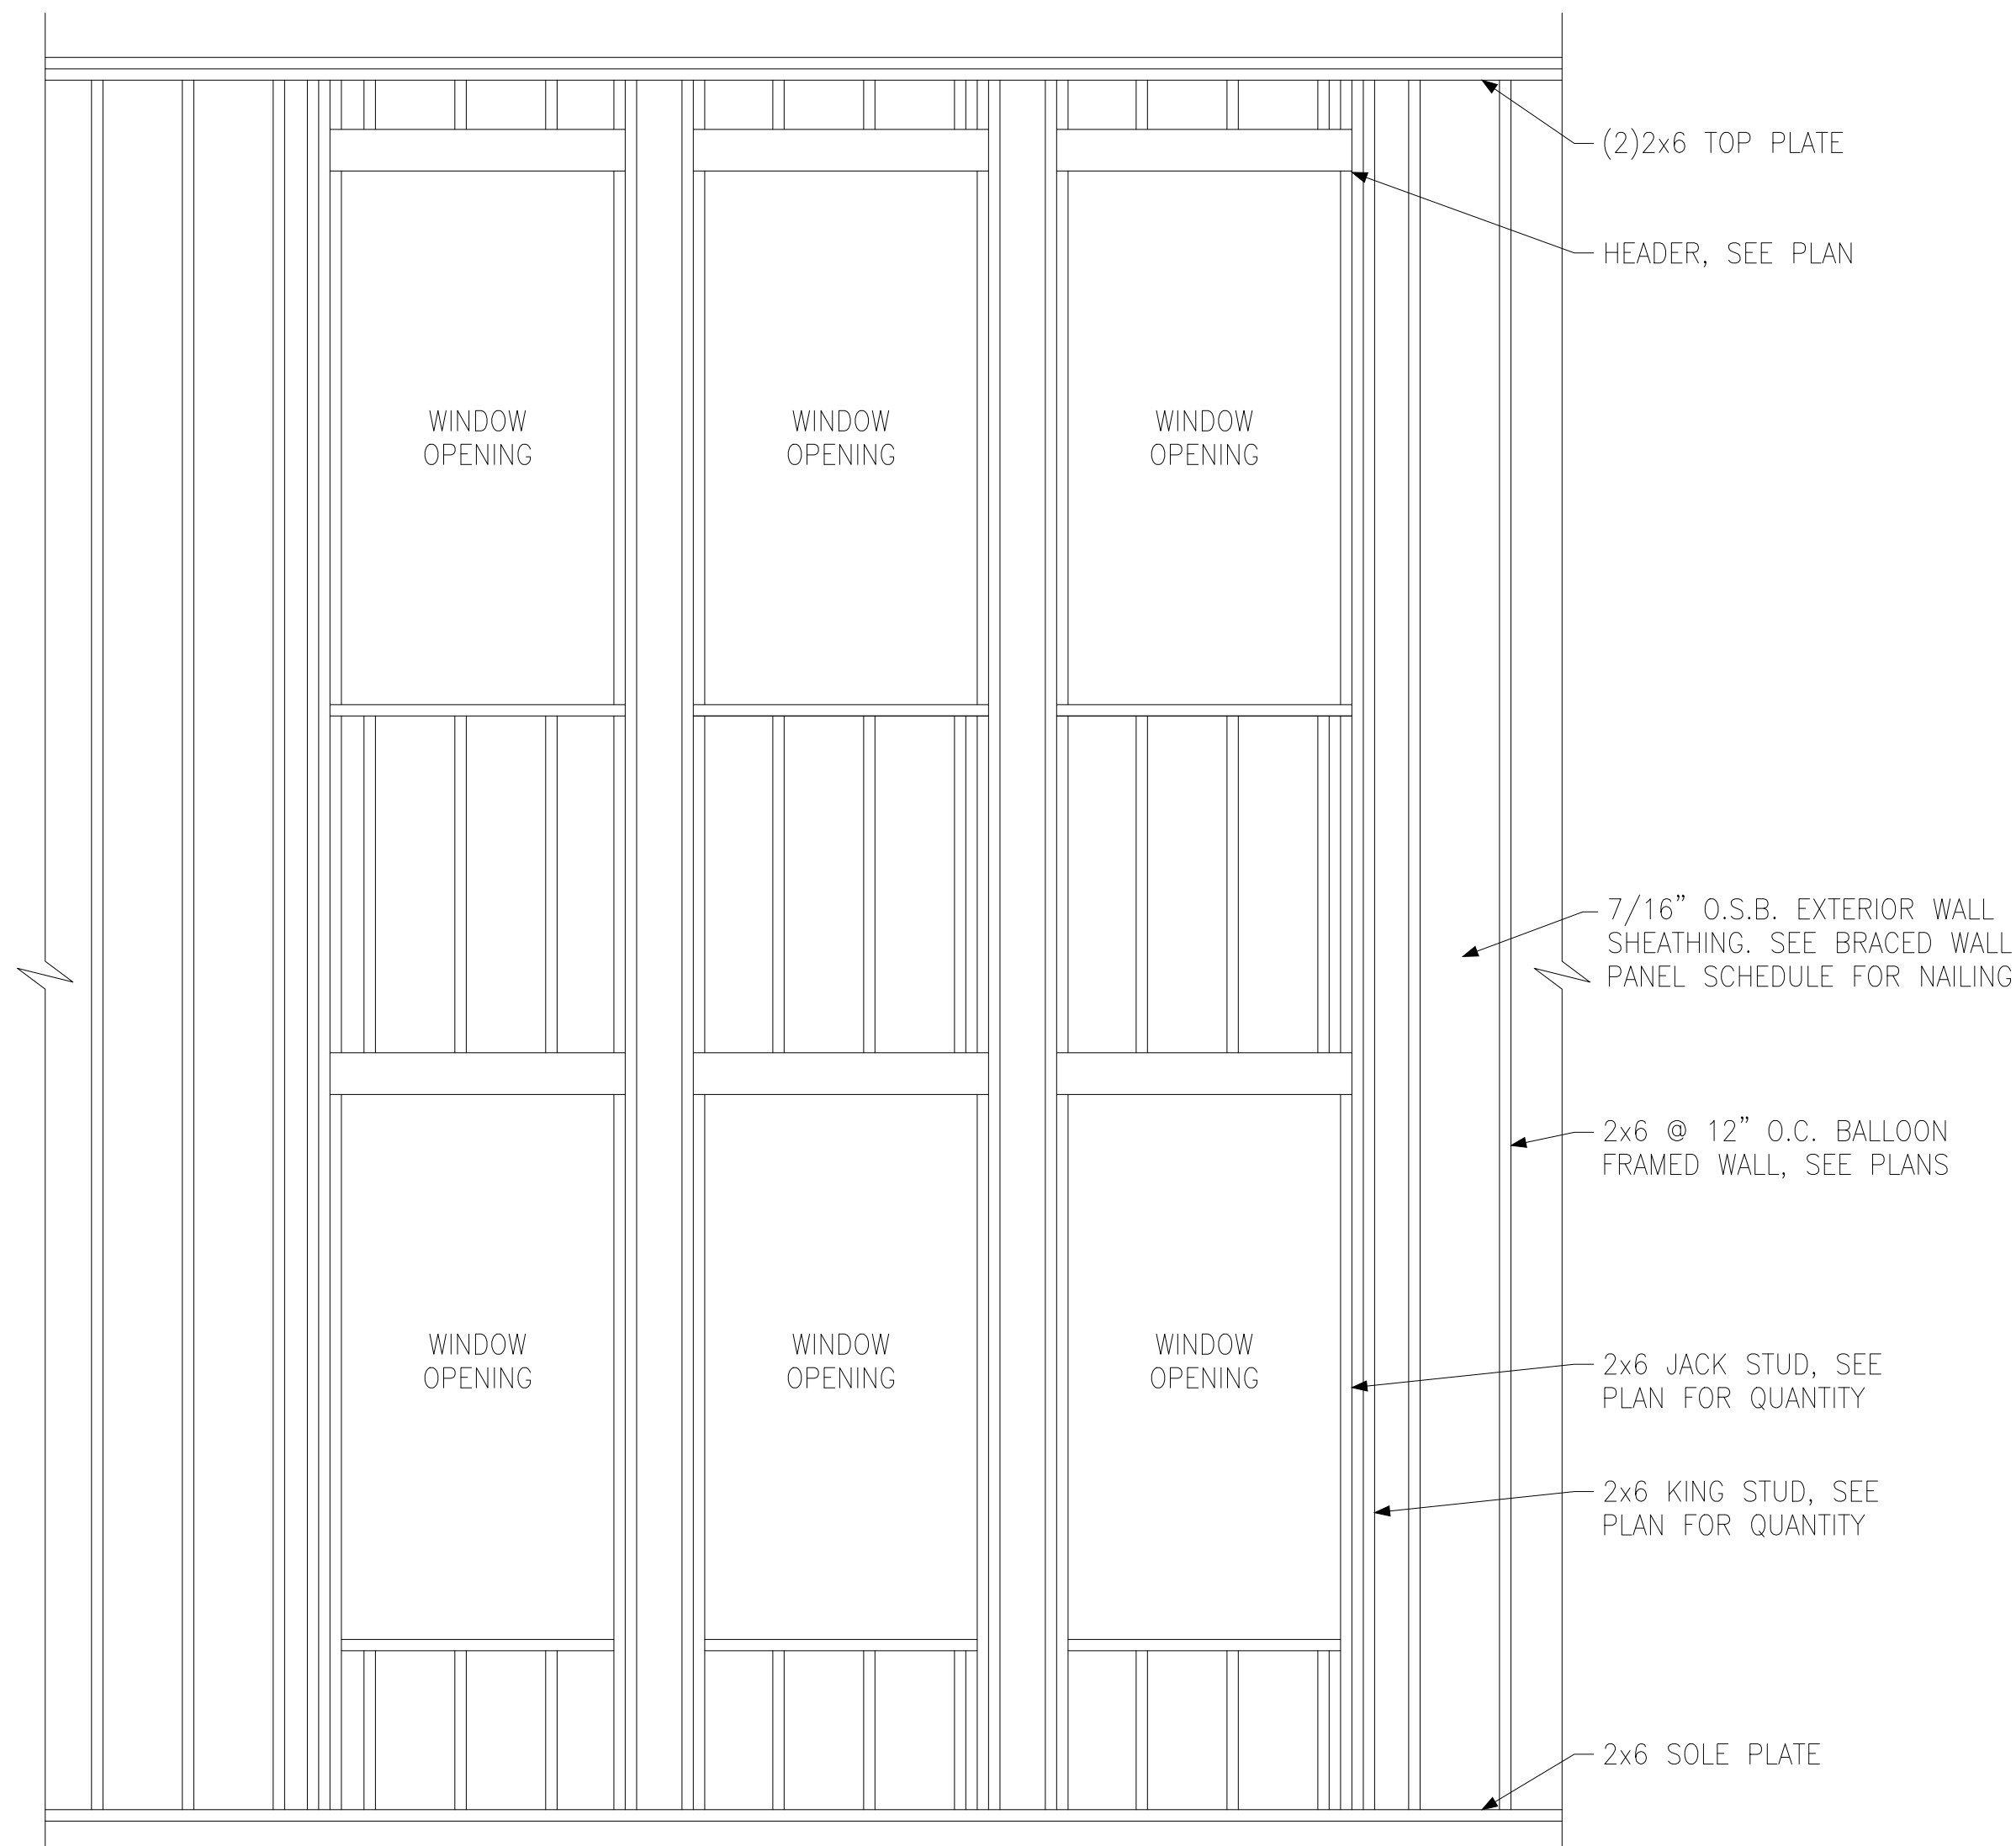 (2)2x6 TOP PLATE
HEADER, SEE PLAN
WINDOW
OPENING
WINDOW
OPENING
WINDOW
OPENING
7/16" O.S.B. EXTERIOR WALL
SHEATHING. SEE BRACED WALL
PANEL SCHEDULE FOR NAILING
2x6 @ 12" O.C. BALLOON
FRAMED WALL, SEE PLANS
WINDOW
OPENING
WINDOW
OPENING
WINDOW
OPENING
2x6 JACK STUD, SEE
PLAN FOR QUANTITY
2x6 KING STUD, SEE
PLAN FOR QUANTITY
2x6 SOLE PLATE